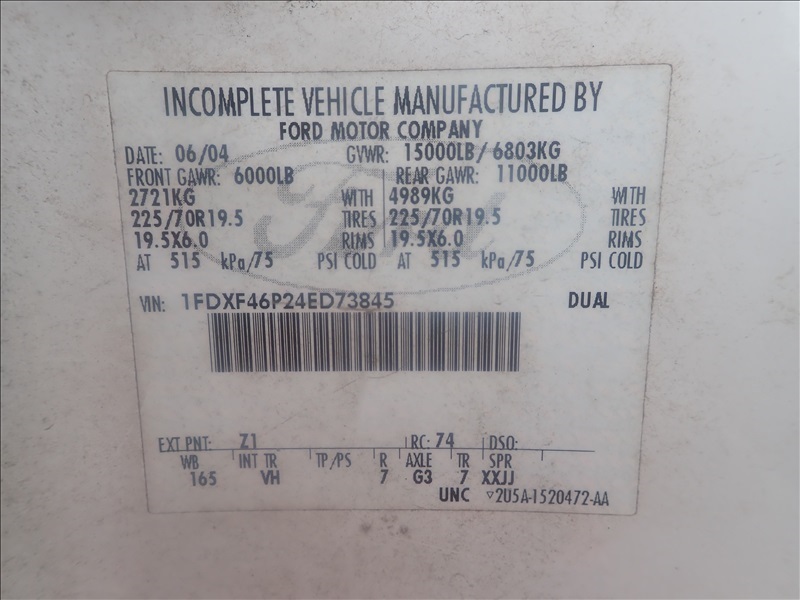 INCOMPLETE VEHICLE MANUFACTURED BY
FORD MOTOR COMPANY
DATE: 06/04 GVWR: 15000LB/ 6803KG
FRONT GAWR: 6000LB REAR GAWR: 11000LB
2721KG WITH 4989KG WITH
225/70R19.5 TIRES 225/70R19.5 TIRES
19.5X6.0 RIMS 19.5X6.0 RIMS
AT 515 kPa/75 PSI COLD AT 515 kPa/75 PSI COLD
VIN: 1FDXF46P24ED73845 DUAL
Ford
EXT PNT: Z1 RC: 74 DSO:
WB INT TR TP/PS R AXLE TR SPR
165 VH 7 G3 7 XXJJ
UNC ▽2U5A-1520472-AA